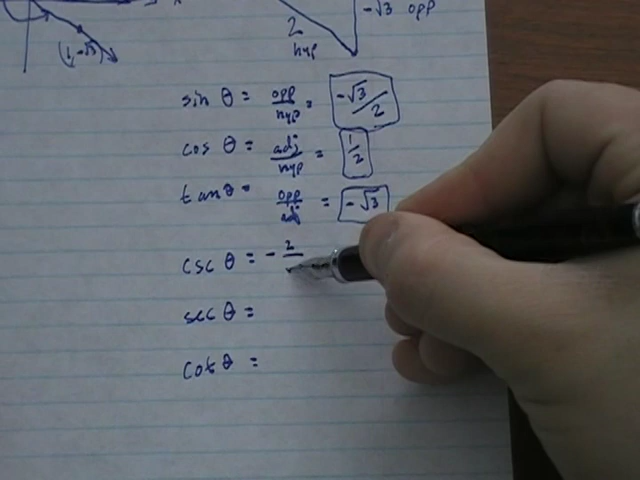 (1, -√3)
2
hyp
-√3 opp
sin θ = opp/hyp = -√3/2
cos θ = adj/hyp = 1/2
tan θ = opp/adj = -√3
csc θ = - 2
sec θ =
cot θ =